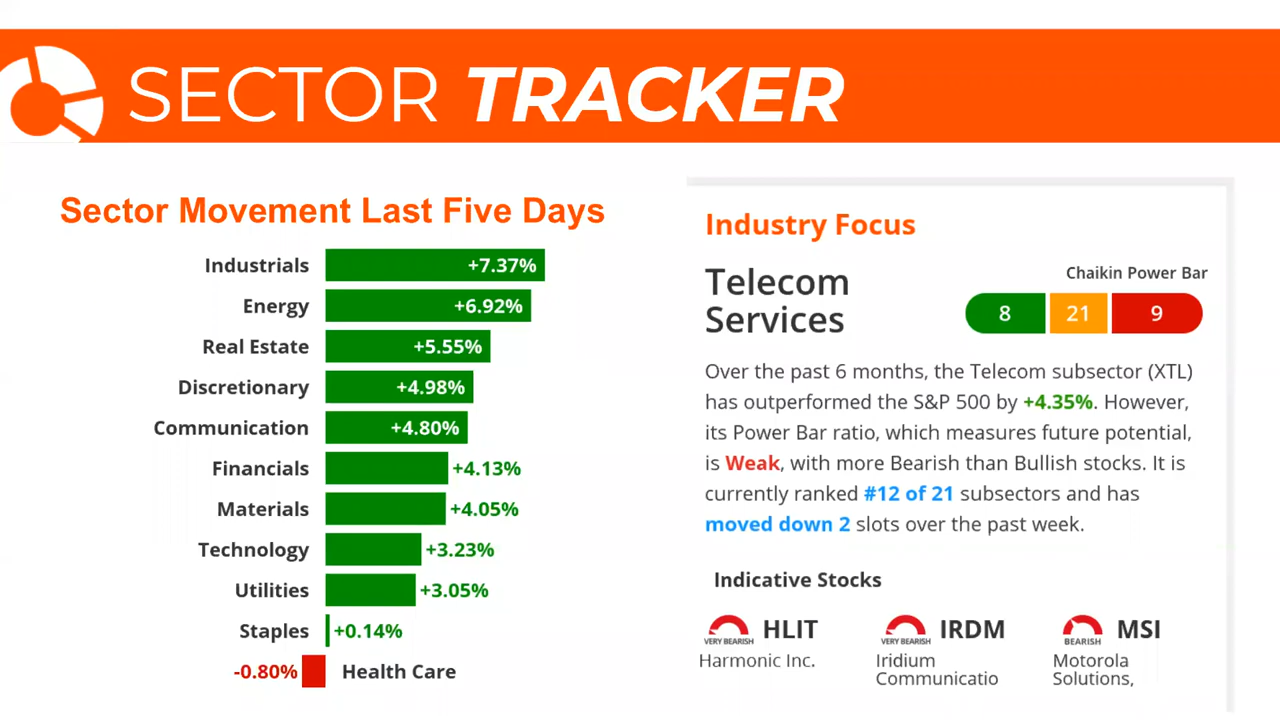 SECTOR TRACKER
Sector Movement Last Five Days
Industrials +7.37%
Energy +6.92%
Real Estate +5.55%
Discretionary +4.98%
Communication +4.80%
Financials +4.13%
Materials +4.05%
Technology +3.23%
Utilities +3.05%
Staples +0.14%
-0.80% Health Care
Industry Focus
Telecom
Services
Chaikin Power Bar
8 21 9
Over the past 6 months, the Telecom subsector (XTL)
has outperformed the S&P 500 by +4.35%. However,
its Power Bar ratio, which measures future potential,
is Weak, with more Bearish than Bullish stocks. It is
currently ranked #12 of 21 subsectors and has
moved down 2 slots over the past week.
Indicative Stocks
VERY BEARISH HLIT
Harmonic Inc.
VERY BEARISH IRDM
Iridium
Communicatio
BEARISH MSI
Motorola
Solutions,